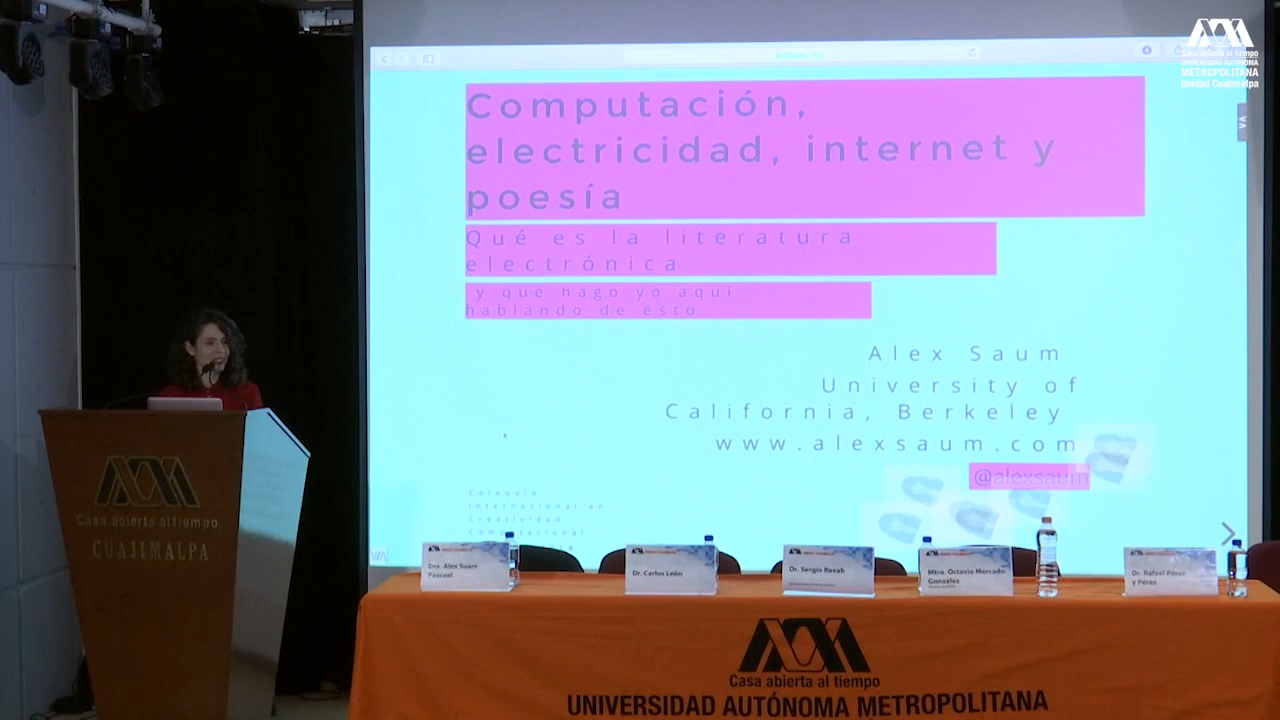 Casa abierta al tiempo
UNIVERSIDAD AUTÓNOMA
METROPOLITANA
Unidad Cuajimalpa
Computación,
electricidad, internet y
poesía
Qué es la literatura
electrónica
y que hago yo aquí
hablando de esto
Alex Saum
University of
California, Berkeley
www.alexsaum.com
@alexsaum
Coloquio
Internacional en
Creatividad
Casa abierta al tiempo
CUAJIMALPA
Dra. Alex Suam
Pascual
Dr. Carlos León
Dr. Sergio Revah
Mtro. Octavio Mercado
González
Dr. Rafael Pérez
y Pérez
Casa abierta al tiempo
UNIVERSIDAD AUTÓNOMA METROPOLITANA